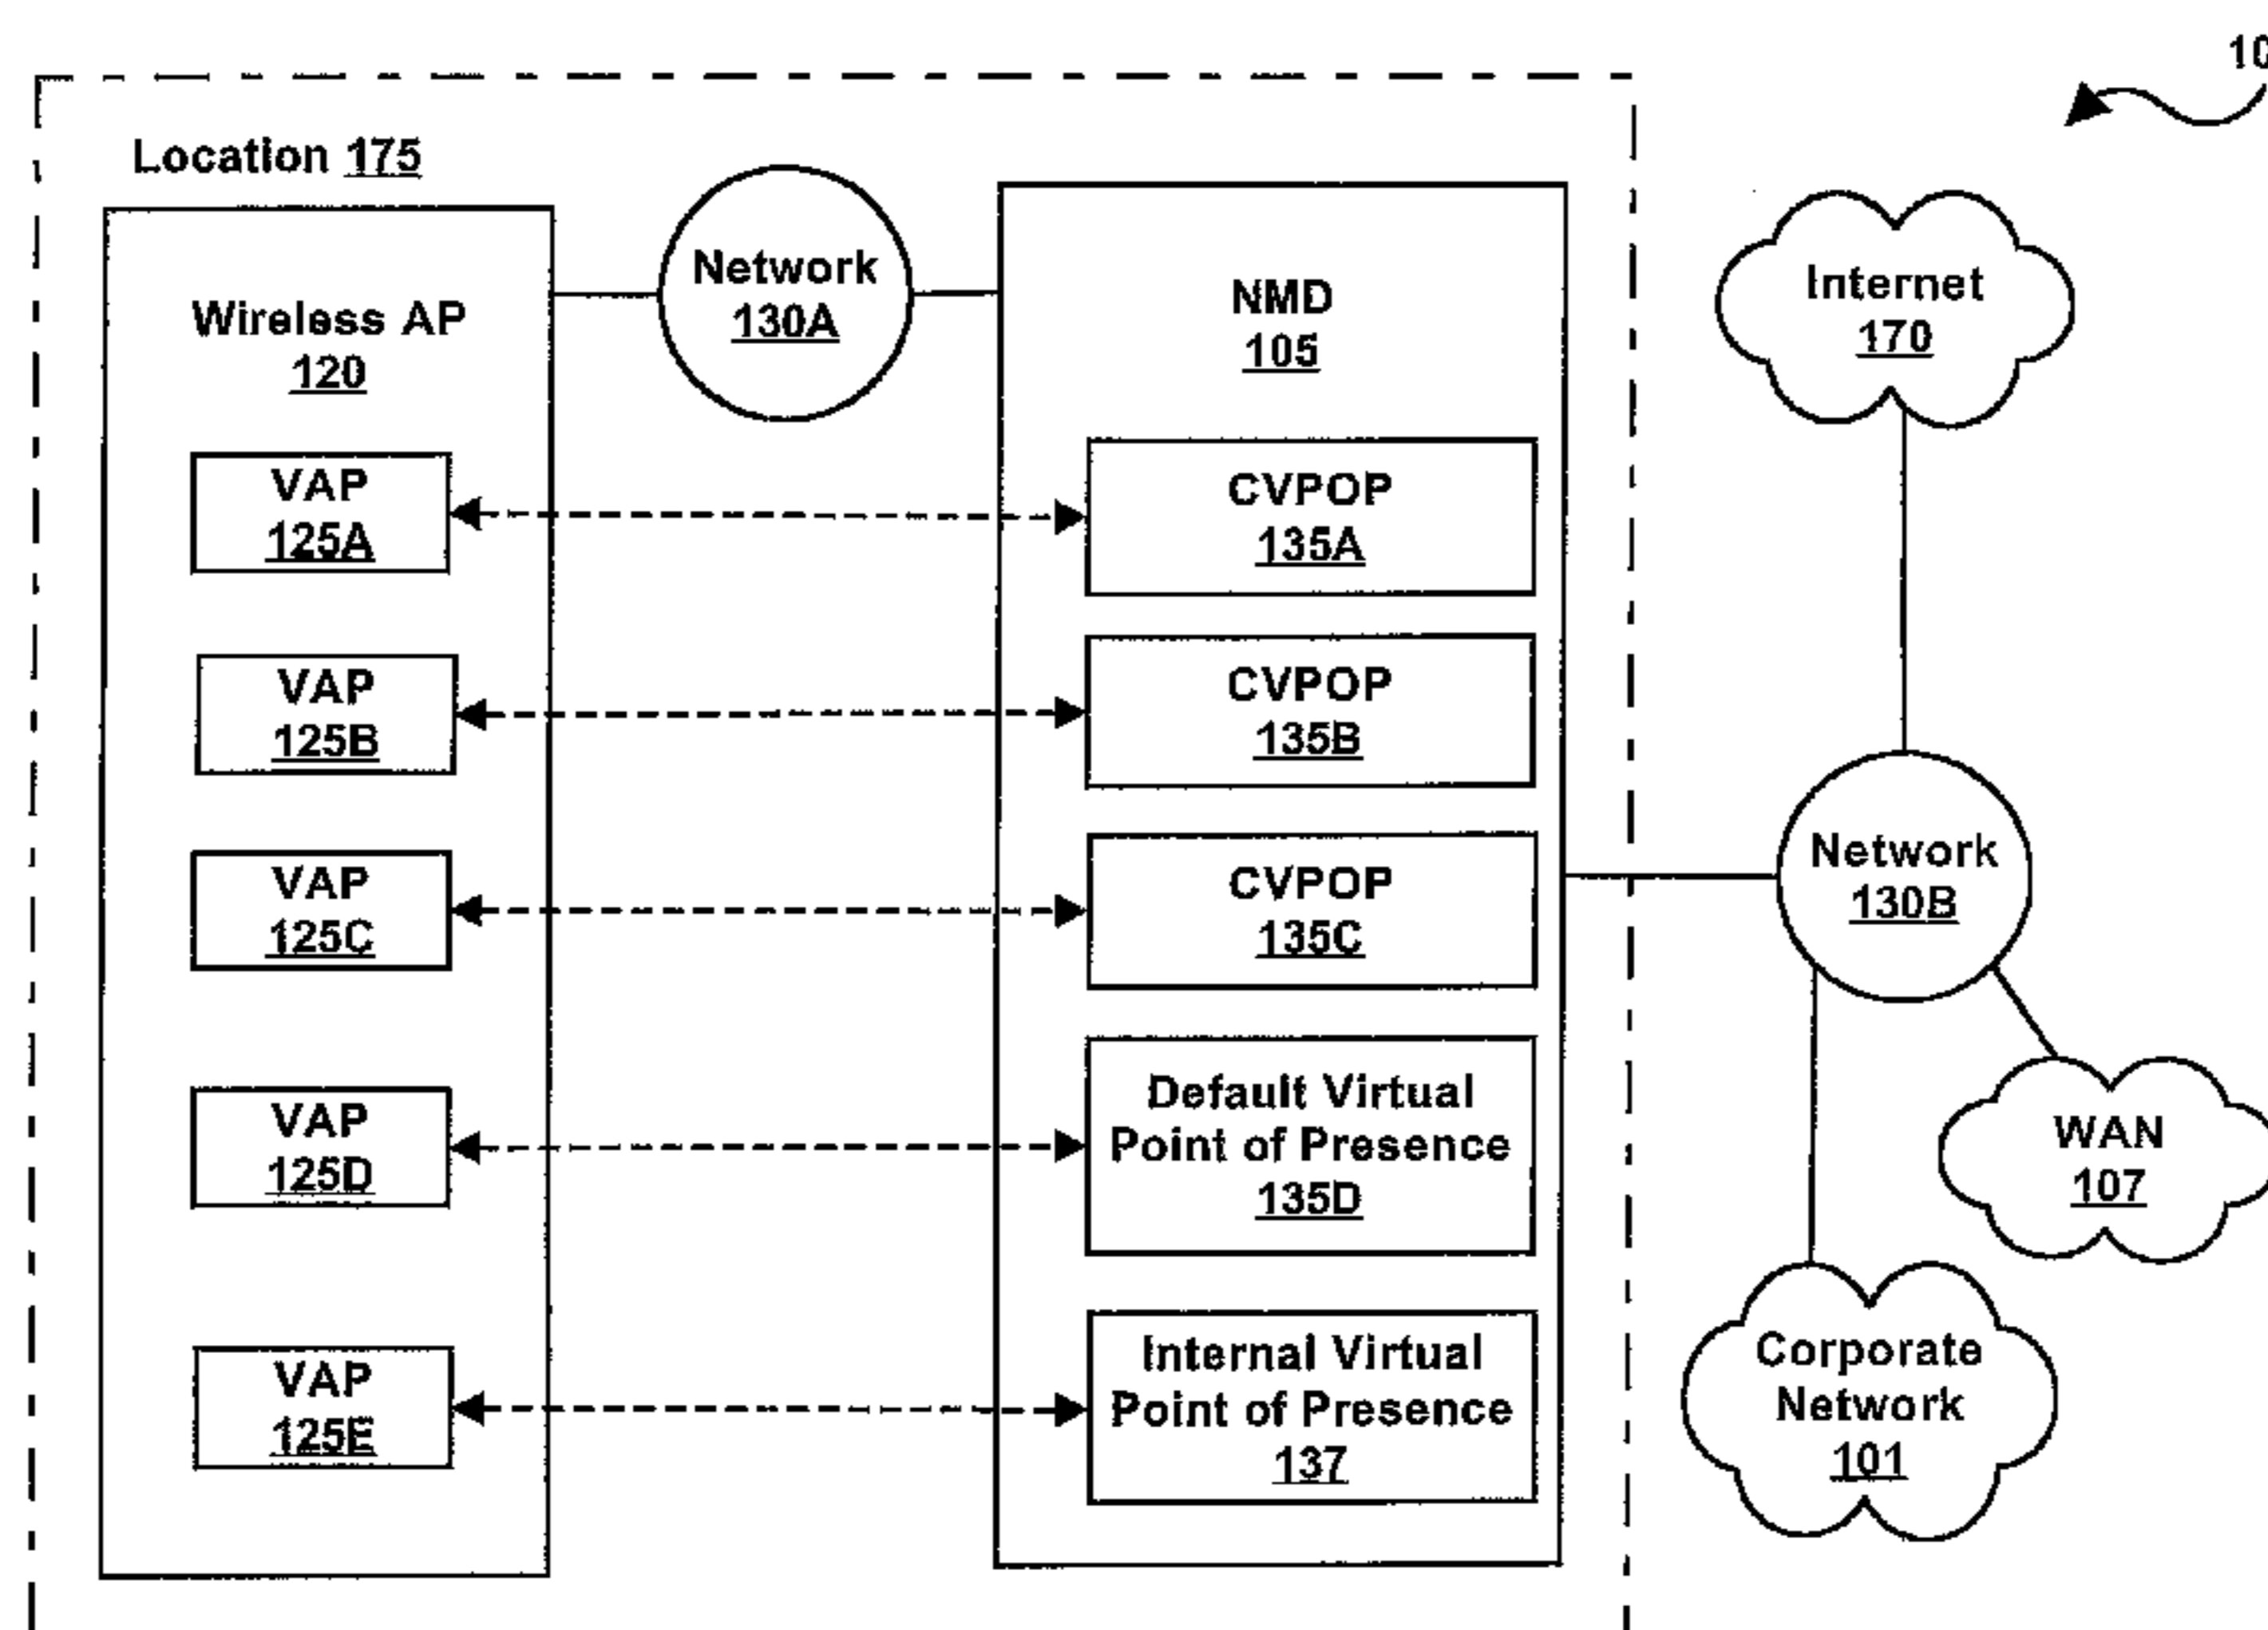 10
Location 175
Wireless AP
120
Network
130A
NMD
105
Internet
170
VAP
125A
CVPOP
135A
VAP
125B
CVPOP
135B
VAP
125C
CVPOP
135C
Network
130B
VAP
125D
Default Virtual
Point of Presence
135D
WAN
107
VAP
125E
Internal Virtual
Point of Presence
137
Corporate
Network
101